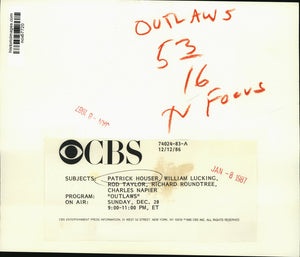 OUTLAWS
53
16
N FOCUS
CBS
74024-83-A
12/12/86
JAN -8 1987
SUBJECTS: PATRICK HOUSER, WILLIAM LUCKING,
ROD TAYLOR, RICHARD ROUNDTREE,
CHARLES NAPIER
PROGRAM: "OUTLAWS"
ON AIR: SUNDAY, DEC. 28
9:00-11:00 PM, ET